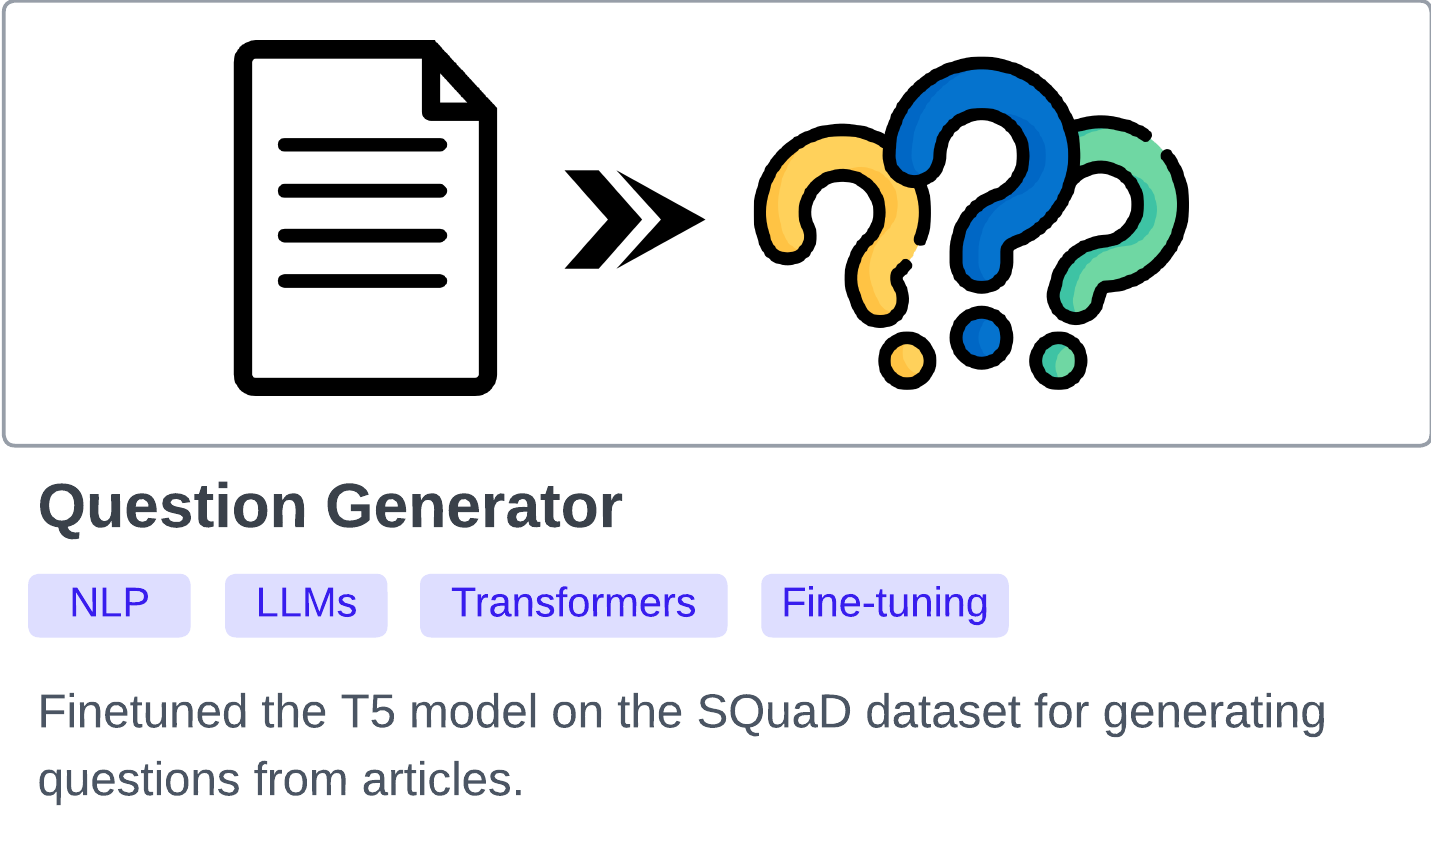 Question Generator
NLP LLMs Transformers Fine-tuning
Finetuned the T5 model on the SQuaD dataset for generating
questions from articles.